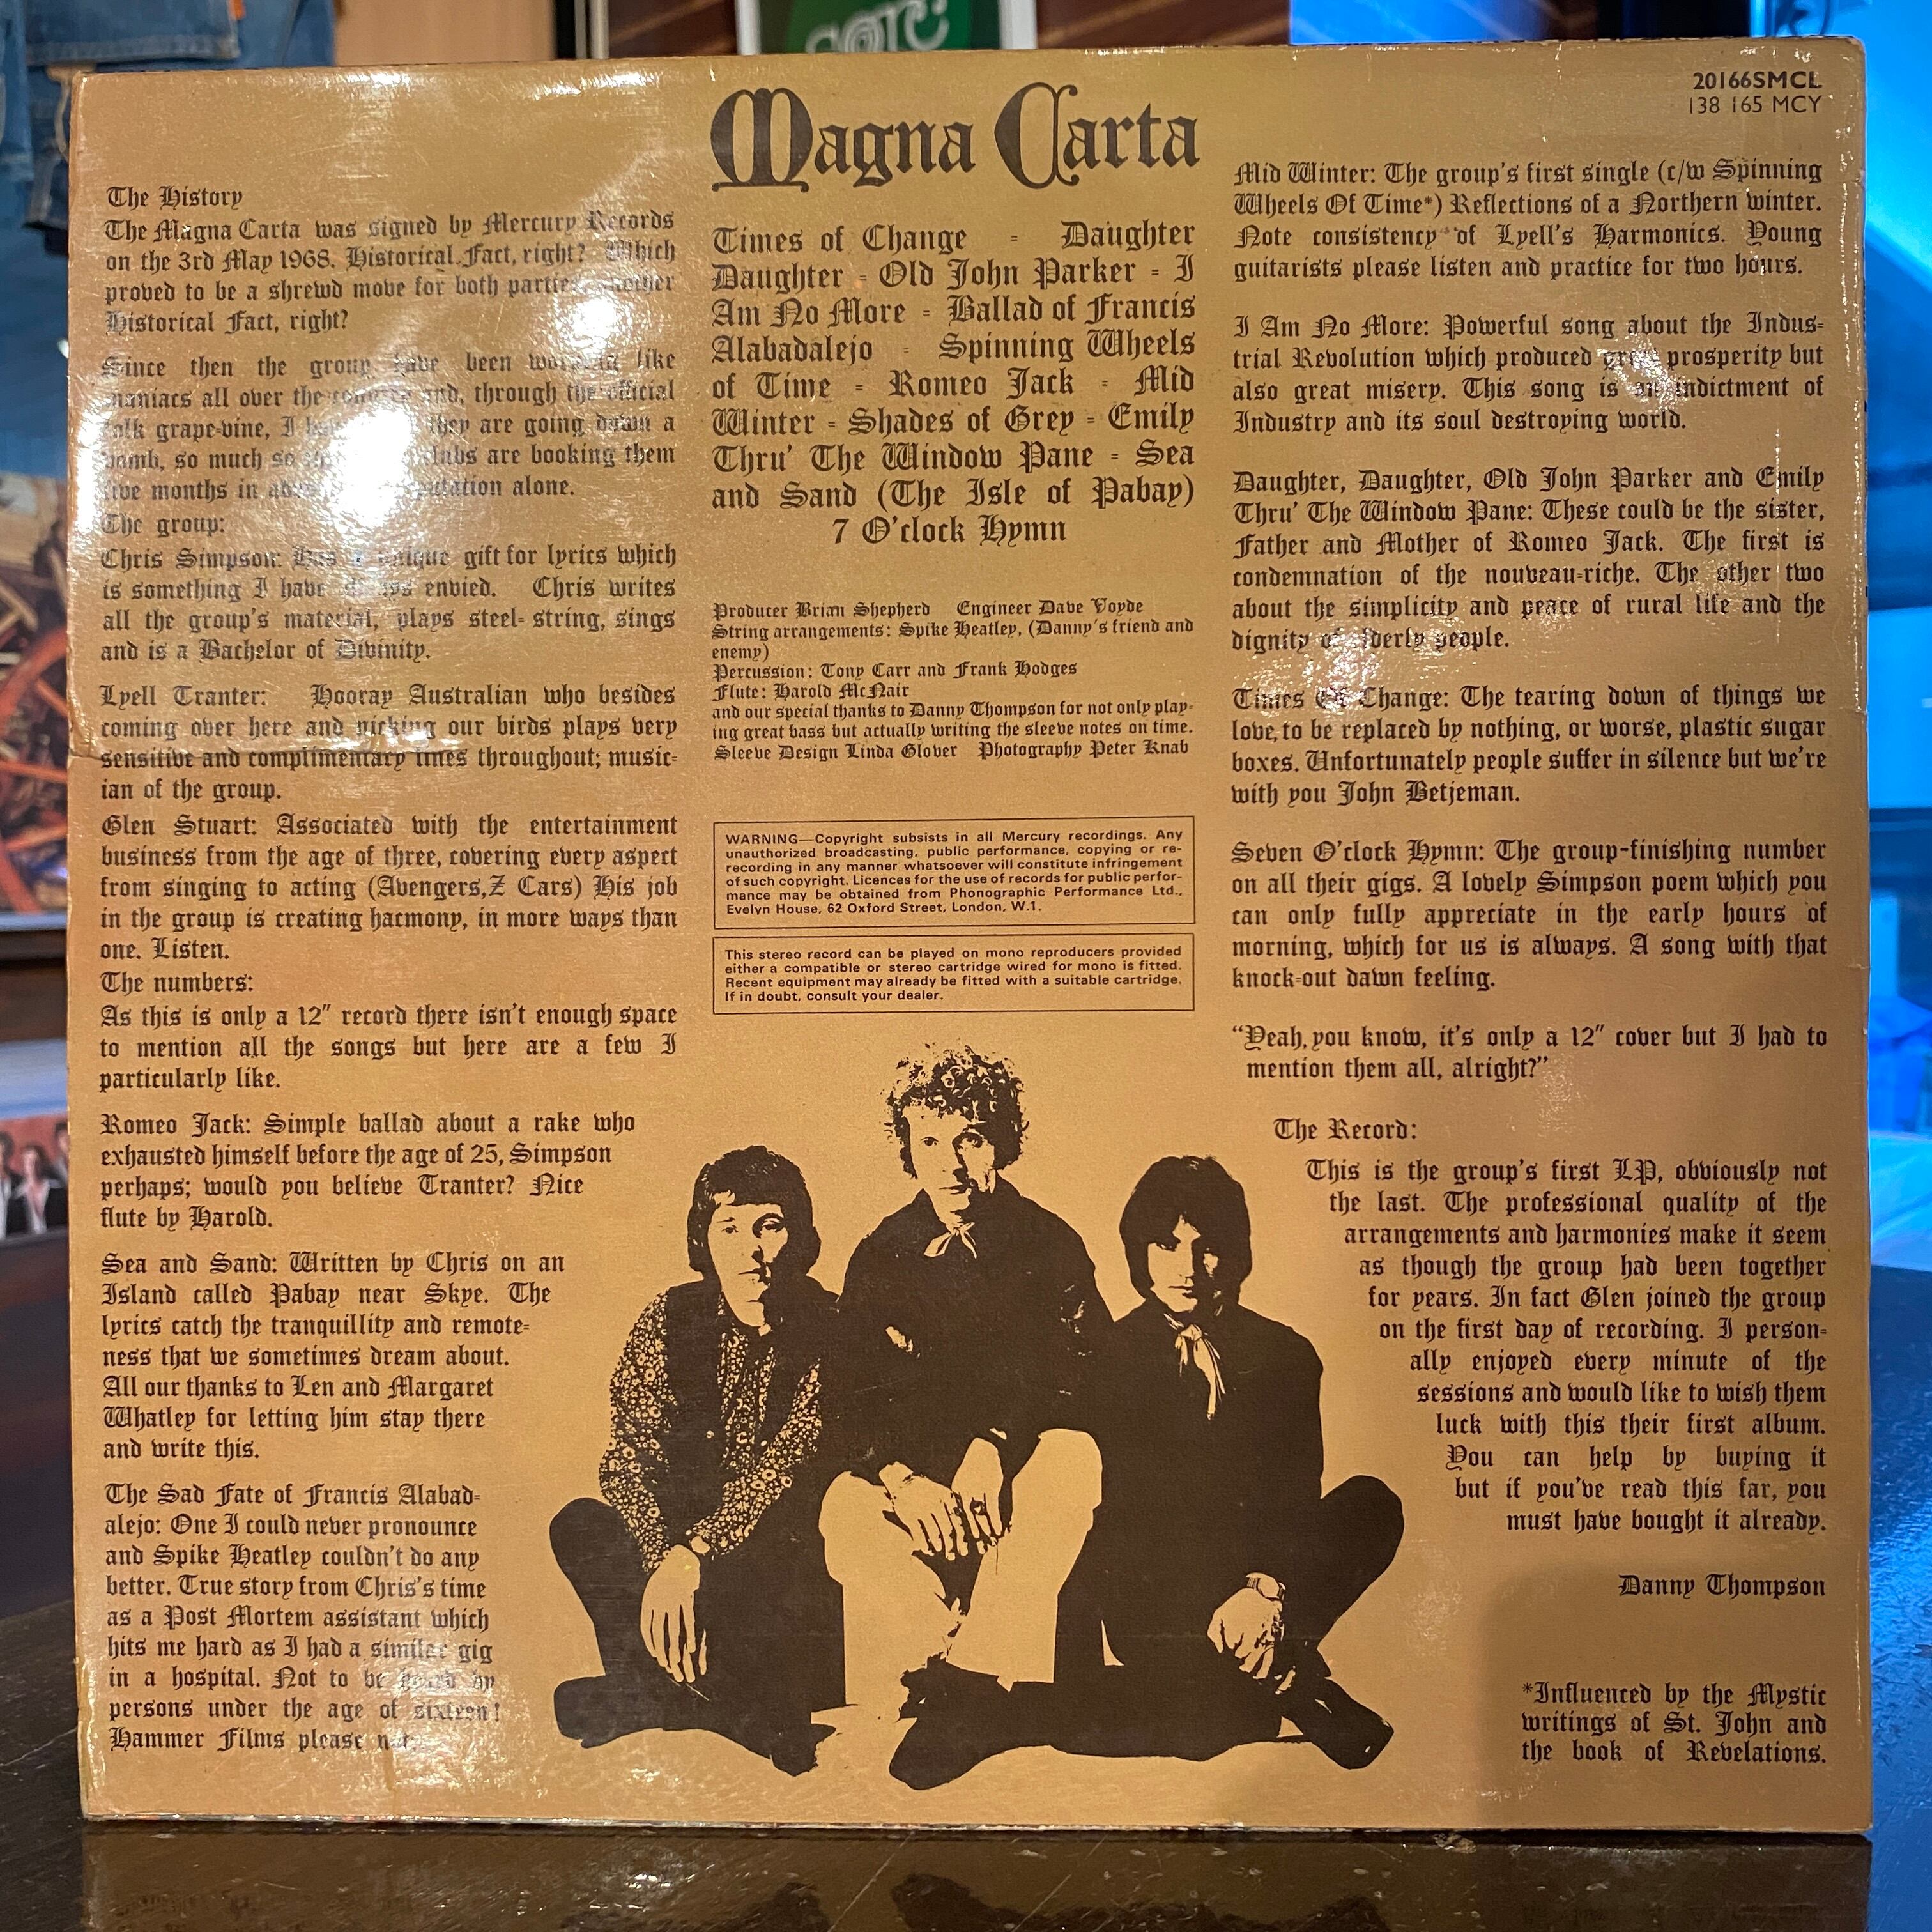 20166SMCL
138 165 MCY
Magna Carta
The History
The Magna Carta was signed by Mercury Records
on the 3rd May 1968. Historical Fact, right? Which
proved to be a shrewd move for both parties, another
Historical Fact, right?
Since then the group have been working like
maniacs all over the country and, through the official
folk grape-vine, I they are going down a
bomb, so much so clubs are booking them
five months in alone.
The group:
Chris Simpson: Has a unique gift for lyrics which
is something I have always envied. Chris writes
all the group's material, plays steel-string, sings
and is a Bachelor of Divinity.
Lyell Tranter: Hooray Australian who besides
coming over here and nicking our birds plays very
sensitive and complimentary lines throughout; music-
ian of the group.
Glen Stuart: Associated with the entertainment
business from the age of three, covering every aspect
from singing to acting (Avengers, Z Cars) His job
in the group is creating harmony, in more ways than
one. Listen.
The numbers:
As this is only a 12" record there isn't enough space
to mention all the songs but here are a few I
particularly like.
Romeo Jack: Simple ballad about a rake who
exhausted himself before the age of 25, Simpson
perhaps; would you believe Tranter? Nice
flute by Harold.
Sea and Sand: Written by Chris on an
Island called Pabay near Skye. The
lyrics catch the tranquillity and remote-
ness that we sometimes dream about.
All our thanks to Len and Margaret
Whatley for letting him stay there
and write this.
The Sad Fate of Francis Alabad-
alejo: One I could never pronounce
and Spike Heatley couldn't do any
better. True story from Chris's time
as a Post Mortem assistant which
hits me hard as I had a similar gig
in a hospital. Not to be heard by
persons under the age of sixteen!
Hammer Films please
Times of Change - Daughter
Daughter - Old John Parker - I
Am No More - Ballad of Francis
Alabadalejo - Spinning Wheels
of Time - Romeo Jack - Mid
Winter - Shades of Grey - Emily
Thru' The Window Pane - Sea
and Sand (The Isle of Pabay)
7 O'clock Hymn
Producer Brian Shepherd Engineer Dave Voyde
String arrangements: Spike Heatley, (Danny's friend and
enemy)
Percussion: Tony Carr and Frank Hodges
Flute: Harold McNair
and our special thanks to Danny Thompson for not only play-
ing great bass but actually writing the sleeve notes on time.
Sleeve Design Linda Glover Photography Peter Knab
WARNING—Copyright subsists in all Mercury recordings. Any
unauthorized broadcasting, public performance, copying or re-
recording in any manner whatsoever will constitute infringement
of such copyright. Licences for the use of records for public perfor-
mance may be obtained from Phonographic Performance Ltd.,
Evelyn House, 62 Oxford Street, London, W.1.
This stereo record can be played on mono reproducers provided
either a compatible or stereo cartridge wired for mono is fitted.
Recent equipment may already be fitted with a suitable cartridge.
If in doubt, consult your dealer.
Mid Winter: The group's first single (c/w Spinning
Wheels Of Time*) Reflections of a Northern winter.
Note consistency of Lyell's Harmonics. Young
guitarists please listen and practice for two hours.
I Am No More: Powerful song about the Indus-
trial Revolution which produced great prosperity but
also great misery. This song is an indictment of
Industry and its soul destroying world.
Daughter, Daughter, Old John Parker and Emily
Thru' The Window Pane: These could be the sister,
Father and Mother of Romeo Jack. The first is
condemnation of the nouveau-riche. The other two
about the simplicity and peace of rural life and the
dignity of elderly people.
Times Of Change: The tearing down of things we
love, to be replaced by nothing, or worse, plastic sugar
boxes. Unfortunately people suffer in silence but we're
with you John Betjeman.
Seven O'clock Hymn: The group-finishing number
on all their gigs. A lovely Simpson poem which you
can only fully appreciate in the early hours of
morning, which for us is always. A song with that
knock-out dawn feeling.
"Yeah, you know, it's only a 12" cover but I had to
mention them all, alright?"
The Record:
This is the group's first LP, obviously not
the last. The professional quality of the
arrangements and harmonies make it seem
as though the group had been together
for years. In fact Glen joined the group
on the first day of recording. I person-
ally enjoyed every minute of the
sessions and would like to wish them
luck with this their first album.
You can help by buying it
but if you've read this far, you
must have bought it already.
Danny Thompson
*Influenced by the Mystic
writings of St. John and
the book of Revelations.